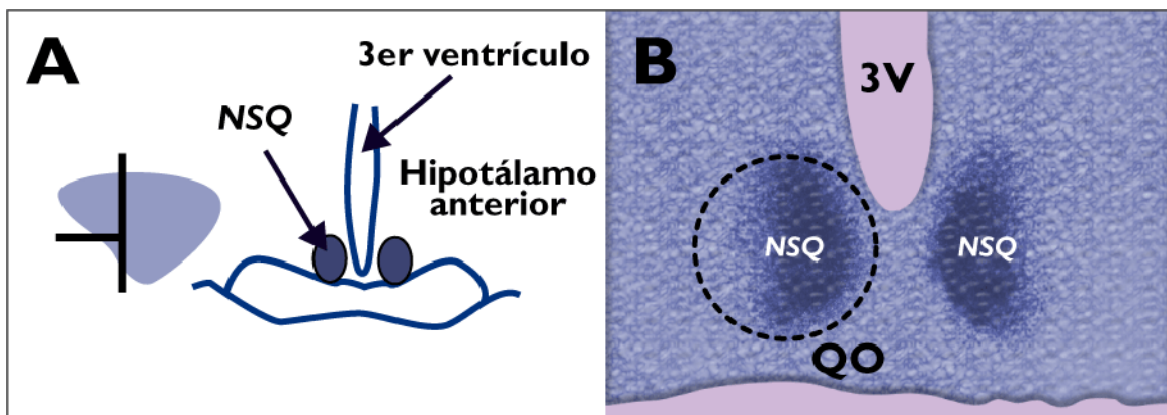 A
3er ventrículo
NSQ
Hipotálamo
anterior
B
3V
NSQ
NSQ
QO